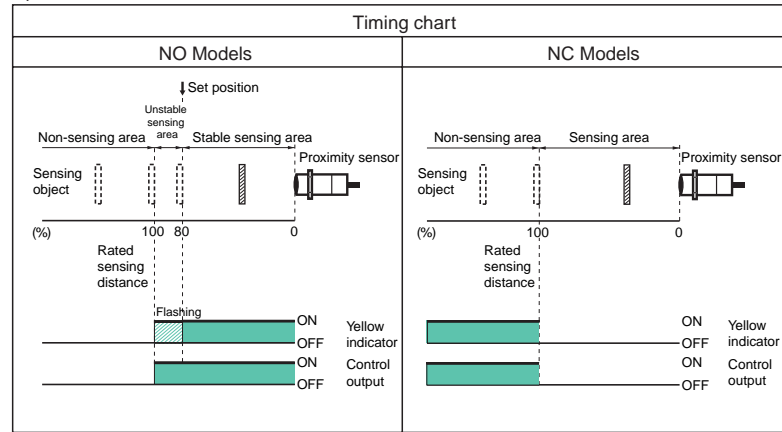 Timing chart
NO Models
NC Models
Set position
Unstable
sensing
area
Non-sensing area
Stable sensing area
Proximity sensor
Sensing
object
(%)
100
80
0
Rated
sensing
distance
Flashing
ON
OFF
Yellow
indicator
ON
OFF
Control
output
Non-sensing area
Sensing area
Proximity sensor
Sensing
object
(%)
100
0
Rated
sensing
distance
ON
OFF
Yellow
indicator
ON
OFF
Control
output